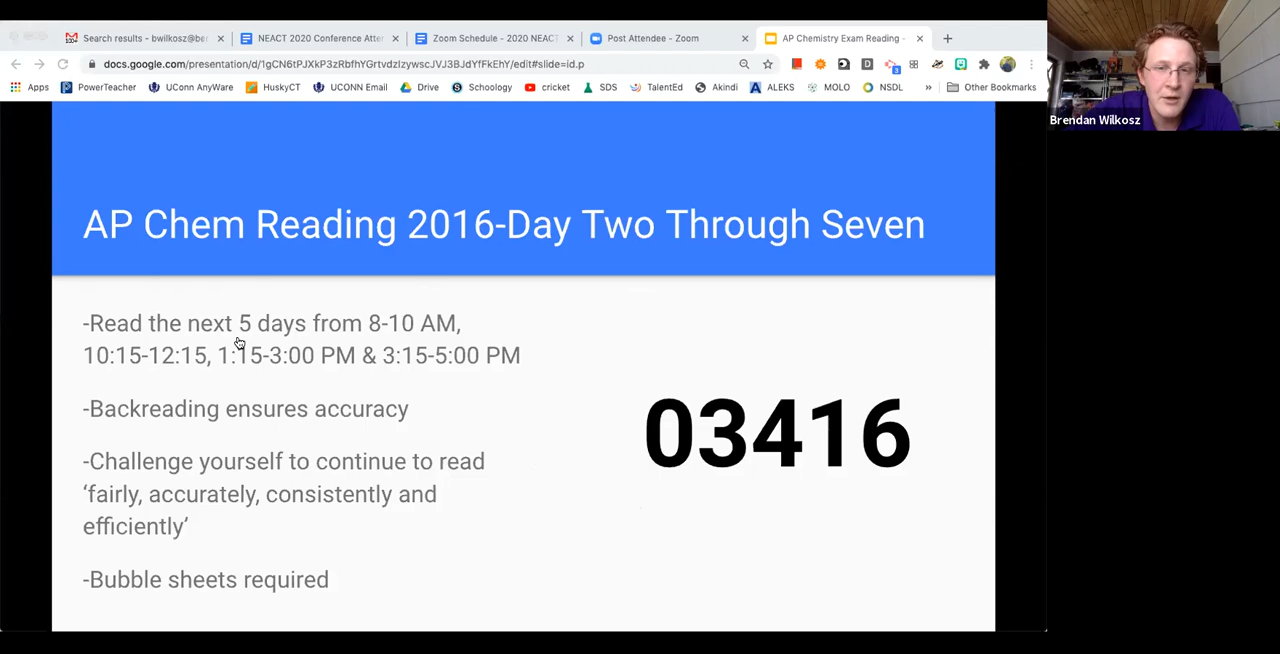 Search results - bwilkosz@ber
NEACT 2020 Conference Atter
Zoom Schedule - 2020 NEACT
Post Attendee - Zoom
AP Chemistry Exam Reading -
docs.google.com/presentation/d/1gCN6tPJXkP3zRbfhYGrtvdzIzywscJVJ3BJdYfFkEhY/edit#slide=id.p
Apps PowerTeacher UConn AnyWare HuskyCT UCONN Email Drive Schoology cricket SDS TalentEd Akindi ALEKS MOLO NSDL » Other Bookmarks
Brendan Wilkosz
AP Chem Reading 2016-Day Two Through Seven
-Read the next 5 days from 8-10 AM,
10:15-12:15, 1:15-3:00 PM & 3:15-5:00 PM
-Backreading ensures accuracy
-Challenge yourself to continue to read
‘fairly, accurately, consistently and
efficiently’
-Bubble sheets required
03416